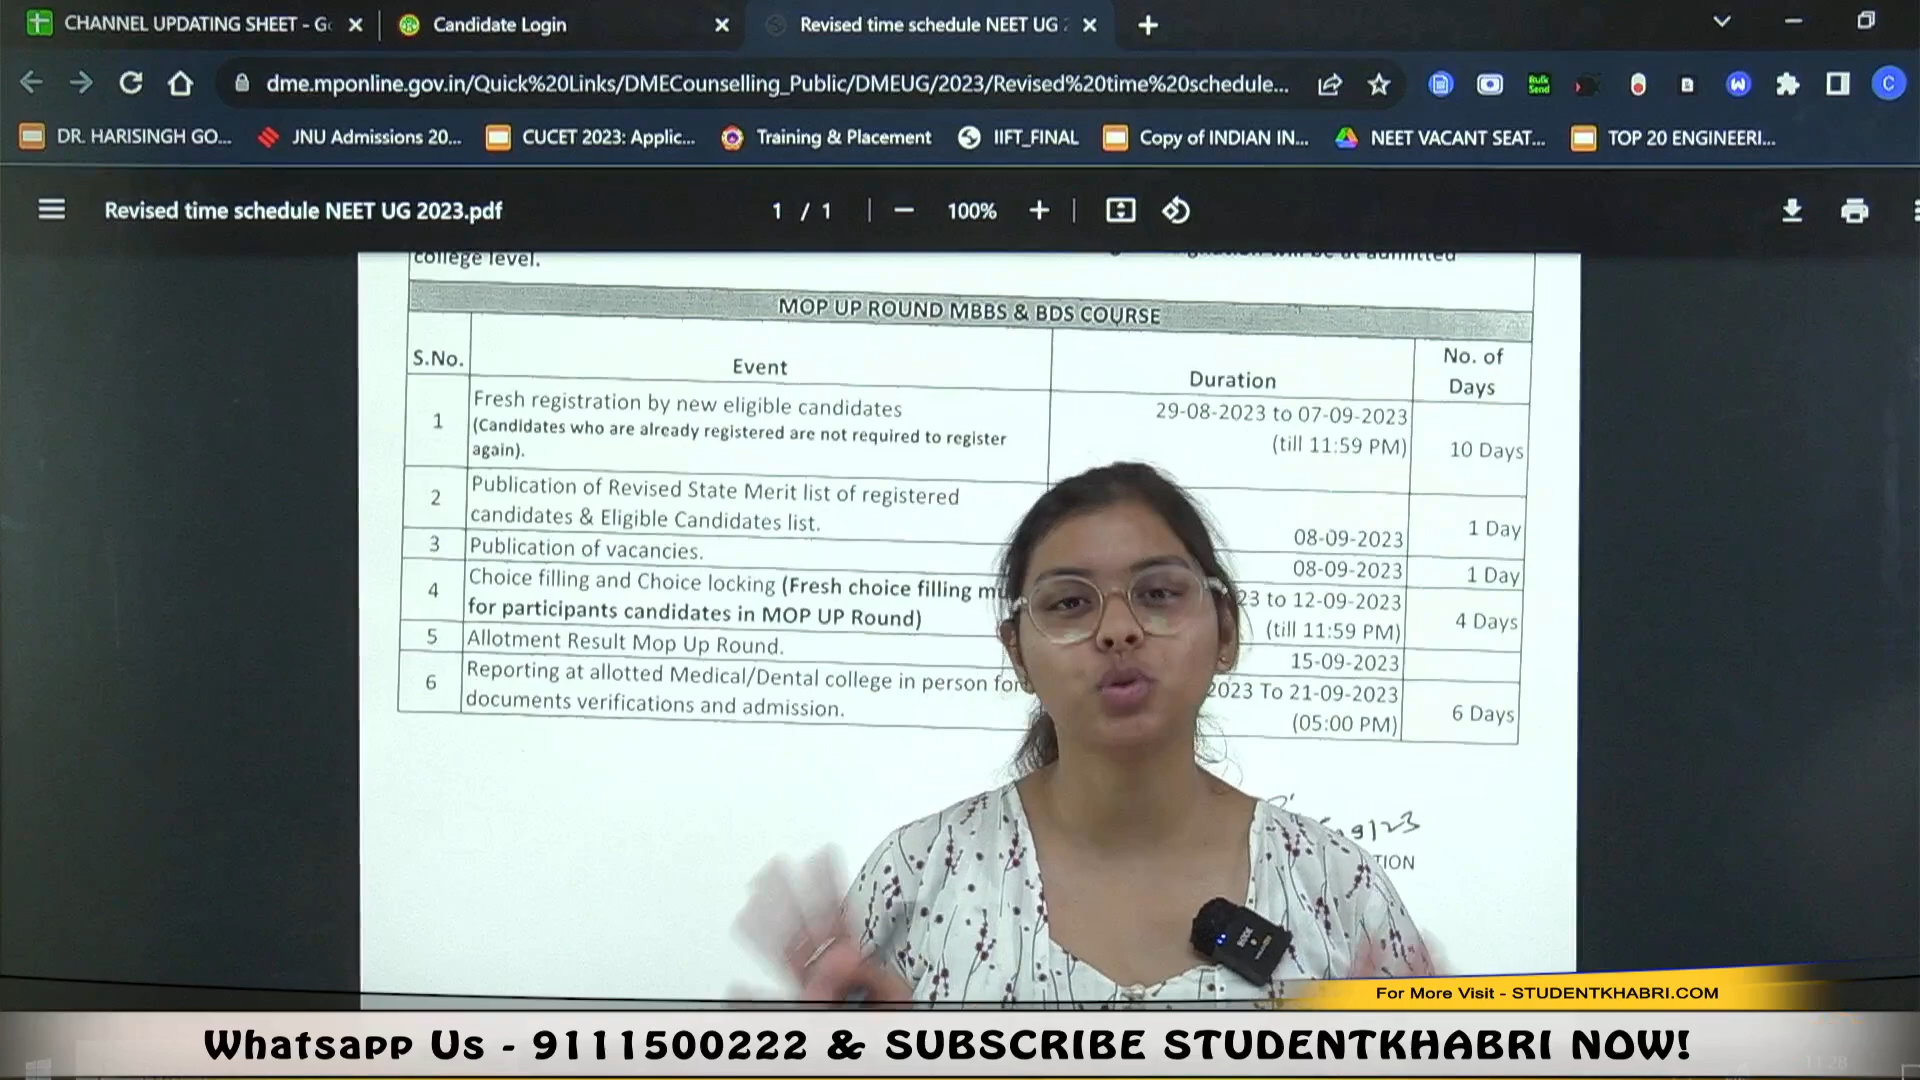 CHANNEL UPDATING SHEET - G
Candidate Login
Revised time schedule NEET UG
dme.mponline.gov.in/Quick%20Links/DMECounselling_Public/DMEUG/2023/Revised%20time%20schedule...
DR. HARISINGH GO...
JNU Admissions 20...
CUCET 2023: Applic...
Training & Placement
IIFT_FINAL
Copy of INDIAN IN...
NEET VACANT SEAT...
TOP 20 ENGINEERI...
Revised time schedule NEET UG 2023.pdf
1 / 1
100%
will be at admitted
college level.
MOP UP ROUND MBBS & BDS COURSE
S.No. Event Duration No. of
Days
1 Fresh registration by new eligible candidates 29-08-2023 to 07-09-2023
(Candidates who are already registered are not required to register (till 11:59 PM) 10 Days
again).
2 Publication of Revised State Merit list of registered
candidates & Eligible Candidates list. 08-09-2023 1 Day
3 Publication of vacancies. 08-09-2023 1 Day
4 Choice filling and Choice locking (Fresh choice filling mu 23 to 12-09-2023
for participants candidates in MOP UP Round) (till 11:59 PM) 4 Days
5 Allotment Result Mop Up Round. 15-09-2023
6 Reporting at allotted Medical/Dental college in person for 2023 To 21-09-2023
documents verifications and admission. (05:00 PM) 6 Days
TION
For More Visit - STUDENTKHABRI.COM
Whatsapp Us - 9111500222 & SUBSCRIBE STUDENTKHABRI NOW!